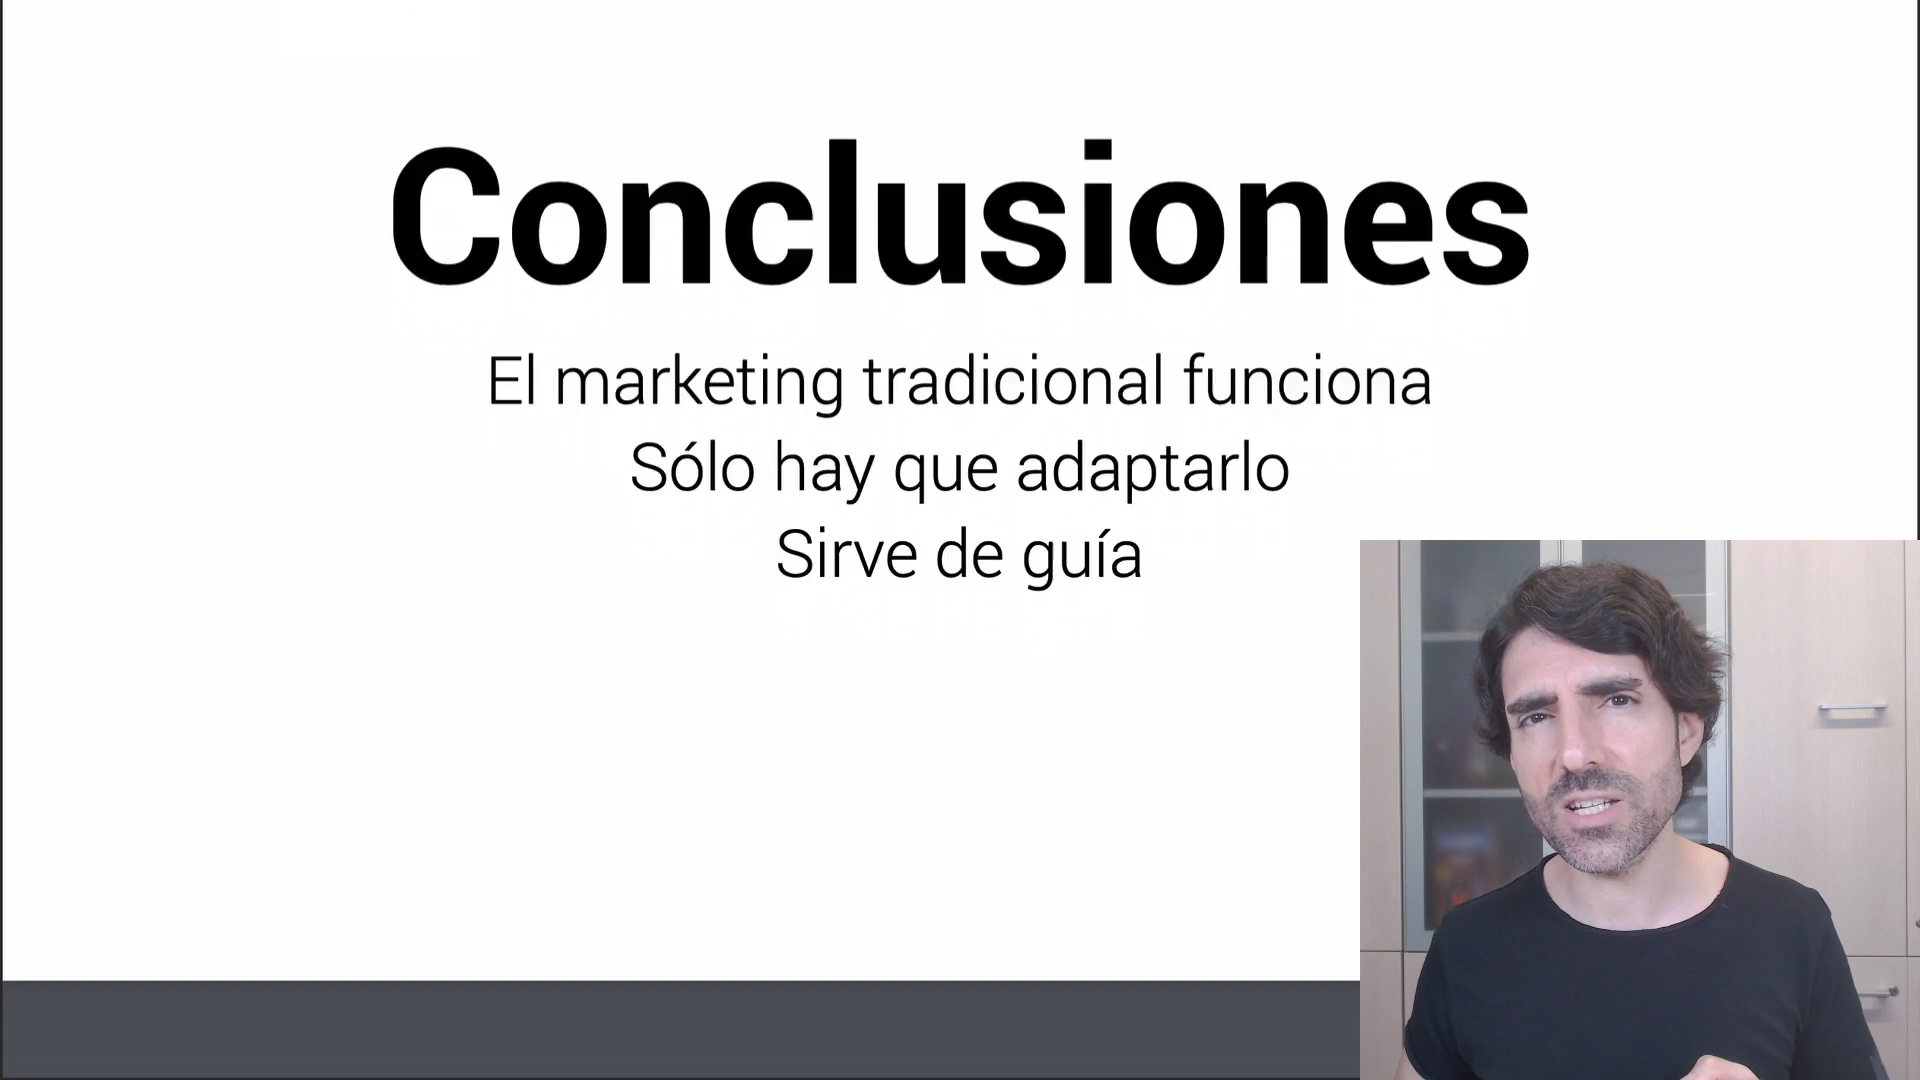 Conclusiones
El marketing tradicional funciona
Sólo hay que adaptarlo
Sirve de guía